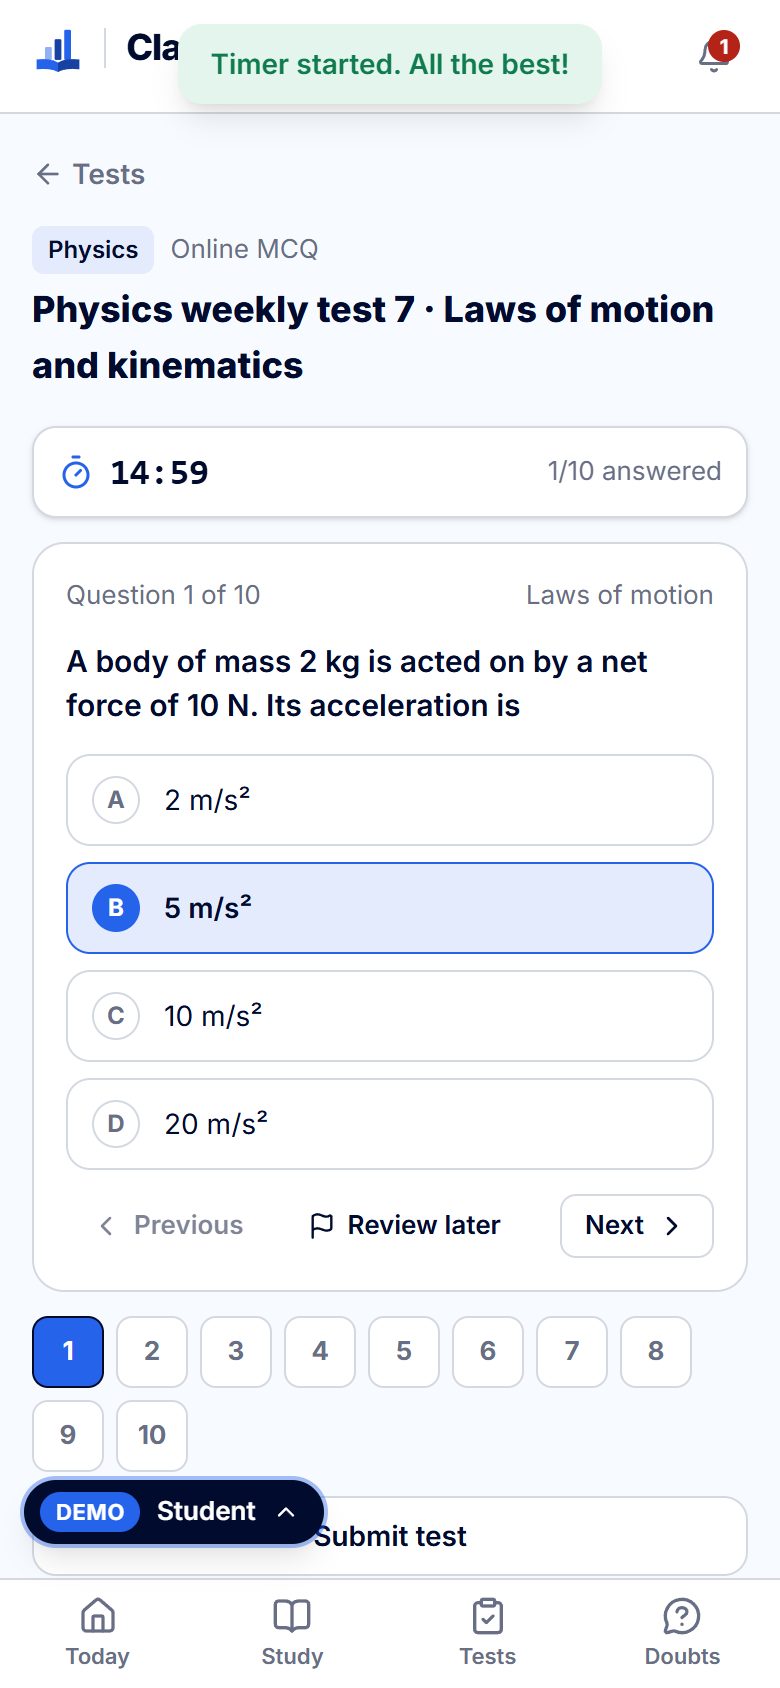 Cla
Timer started. All the best!
1
Tests
Physics
Online MCQ
Physics weekly test 7 · Laws of motion
and kinematics
14:59
1/10 answered
Question 1 of 10
Laws of motion
A body of mass 2 kg is acted on by a net
force of 10 N. Its acceleration is
A 2 m/s²
B 5 m/s²
C 10 m/s²
D 20 m/s²
Previous
Review later
Next
1 2 3 4 5 6 7 8
9 10
DEMO Student
Submit test
Today
Study
Tests
Doubts